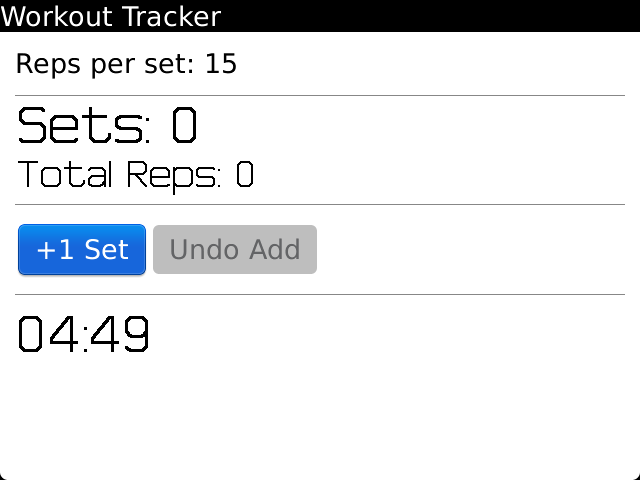 Workout Tracker
Reps per set: 15
Sets: 0
Total Reps: 0
+1 Set Undo Add
04:49